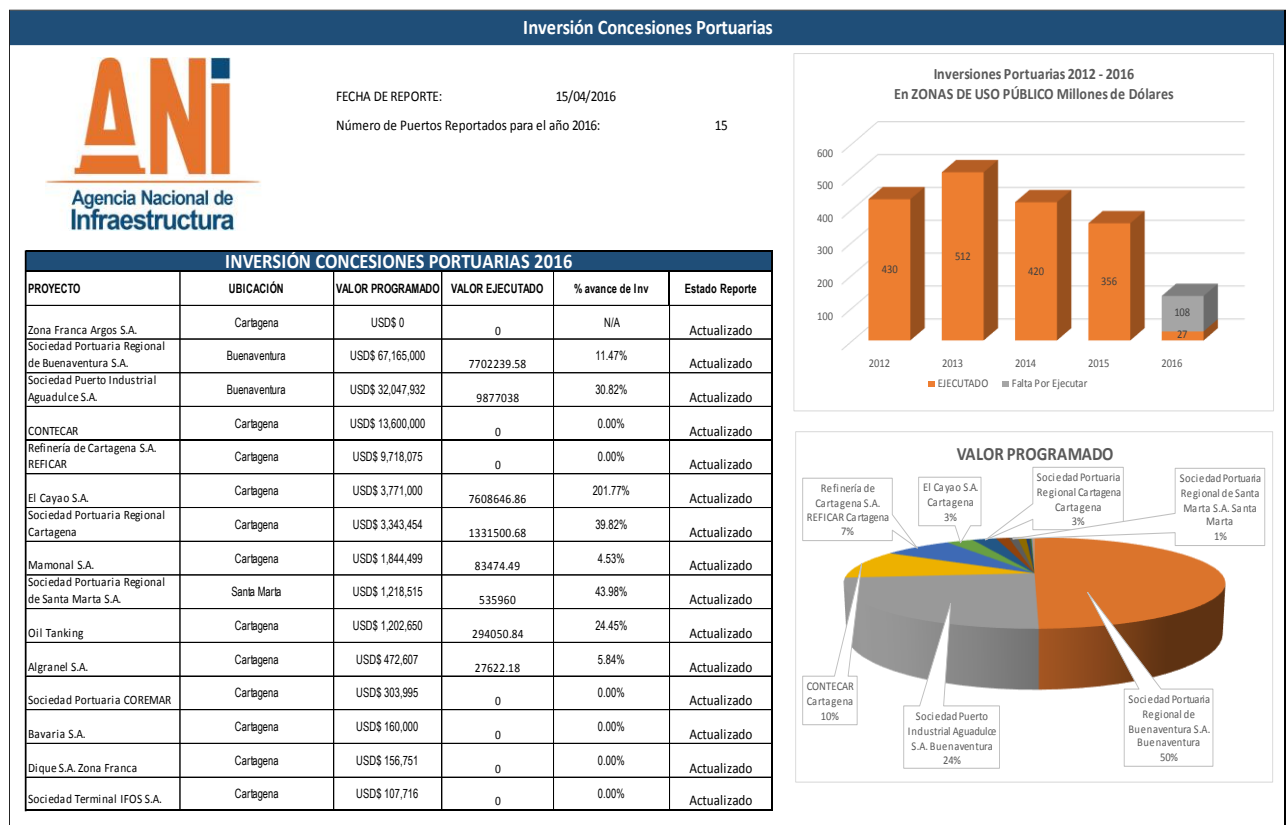 Inversión Concesiones Portuarias
ANi
Agencia Nacional de
Infraestructura
FECHA DE REPORTE: 15/04/2016
Número de Puertos Reportados para el año 2016: 15
INVERSIÓN CONCESIONES PORTUARIAS 2016
PROYECTO UBICACIÓN VALOR PROGRAMADO VALOR EJECUTADO % avance de Inv Estado Reporte
Zona Franca Argos S.A. Cartagena USD$ 0 0 N/A Actualizado
Sociedad Portuaria Regional
de Buenaventura S.A. Buenaventura USD$ 67,165,000 7702239.58 11.47% Actualizado
Sociedad Puerto Industrial
Aguadulce S.A. Buenaventura USD$ 32,047,932 9877038 30.82% Actualizado
CONTECAR Cartagena USD$ 13,600,000 0 0.00% Actualizado
Refinería de Cartagena S.A.
REFICAR Cartagena USD$ 9,718,075 0 0.00% Actualizado
El Cayao S.A. Cartagena USD$ 3,771,000 7608646.86 201.77% Actualizado
Sociedad Portuaria Regional
Cartagena Cartagena USD$ 3,343,454 1331500.68 39.82% Actualizado
Mamonal S.A. Cartagena USD$ 1,844,499 83474.49 4.53% Actualizado
Sociedad Portuaria Regional
de Santa Marta S.A. Santa Marta USD$ 1,218,515 535960 43.98% Actualizado
Oil Tanking Cartagena USD$ 1,202,650 294050.84 24.45% Actualizado
Algranel S.A. Cartagena USD$ 472,607 27622.18 5.84% Actualizado
Sociedad Portuaria COREMAR Cartagena USD$ 303,995 0 0.00% Actualizado
Bavaria S.A. Cartagena USD$ 160,000 0 0.00% Actualizado
Dique S.A. Zona Franca Cartagena USD$ 156,751 0 0.00% Actualizado
Sociedad Terminal IFOS S.A. Cartagena USD$ 107,716 0 0.00% Actualizado
Inversiones Portuarias 2012 - 2016
En ZONAS DE USO PÚBLICO Millones de Dólares
600
500
400
300
200
100
430
512
420
356
108
27
2012 2013 2014 2015 2016
EJECUTADO Falta Por Ejecutar
VALOR PROGRAMADO
Refinería de
Cartagena S.A.
REFICAR Cartagena
7%
El Cayao S.A.
Cartagena
3%
Sociedad Portuaria
Regional Cartagena
Cartagena
3%
Sociedad Portuaria
Regional de Santa
Marta S.A. Santa
Marta
1%
CONTECAR
Cartagena
10%
Sociedad Puerto
Industrial Aguadulce
S.A. Buenaventura
24%
Sociedad Portuaria
Regional de
Buenaventura S.A.
Buenaventura
50%